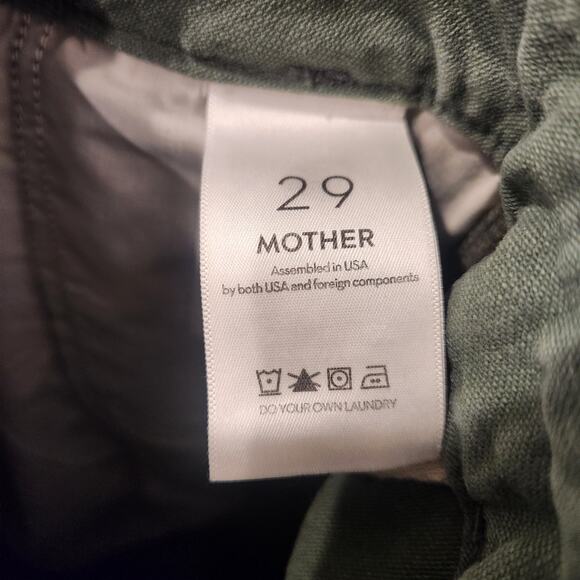 29
MOTHER
Assembled in USA
by both USA and foreign components
DO YOUR OWN LAUNDRY